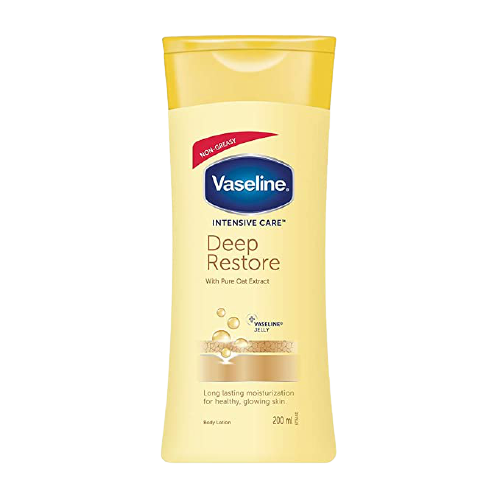 NON-GREASY
Vaseline®
INTENSIVE CARE™
Deep
Restore
With Pure Oat Extract
VASELINE®
JELLY
Long lasting moisturization
for healthy, glowing skin
Body Lotion
200 ml